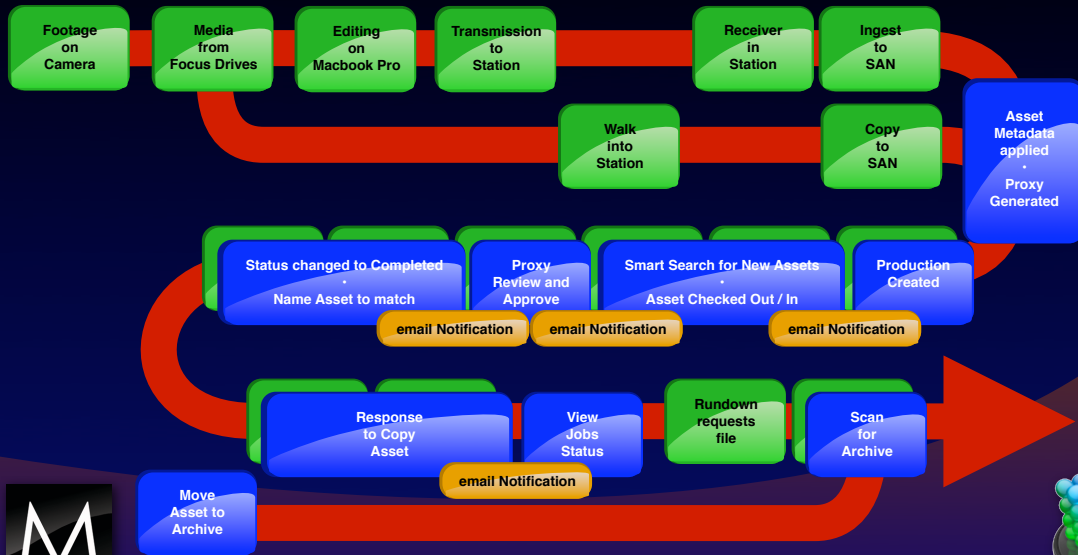 Footage
on
Camera
Media
from
Focus Drives
Editing
on
Macbook Pro
Transmission
to
Station
Receiver
in
Station
Ingest
to
SAN
Walk
into
Station
Copy
to
SAN
Asset
Metadata
applied
•
Proxy
Generated
Status changed to Completed
•
Name Asset to match
Proxy
Review and
Approve
Smart Search for New Assets
•
Asset Checked Out / In
Production
Created
email Notification
email Notification
email Notification
Response
to Copy
Asset
View
Jobs
Status
Rundown
requests
file
Scan
for
Archive
email Notification
Move
Asset to
Archive
M